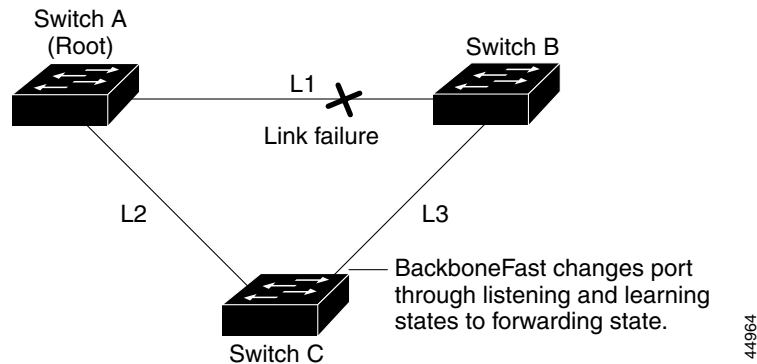 Switch A
(Root)
Switch B
L1
Link failure
L2
L3
BackboneFast changes port
through listening and learning
states to forwarding state.
Switch C
44964